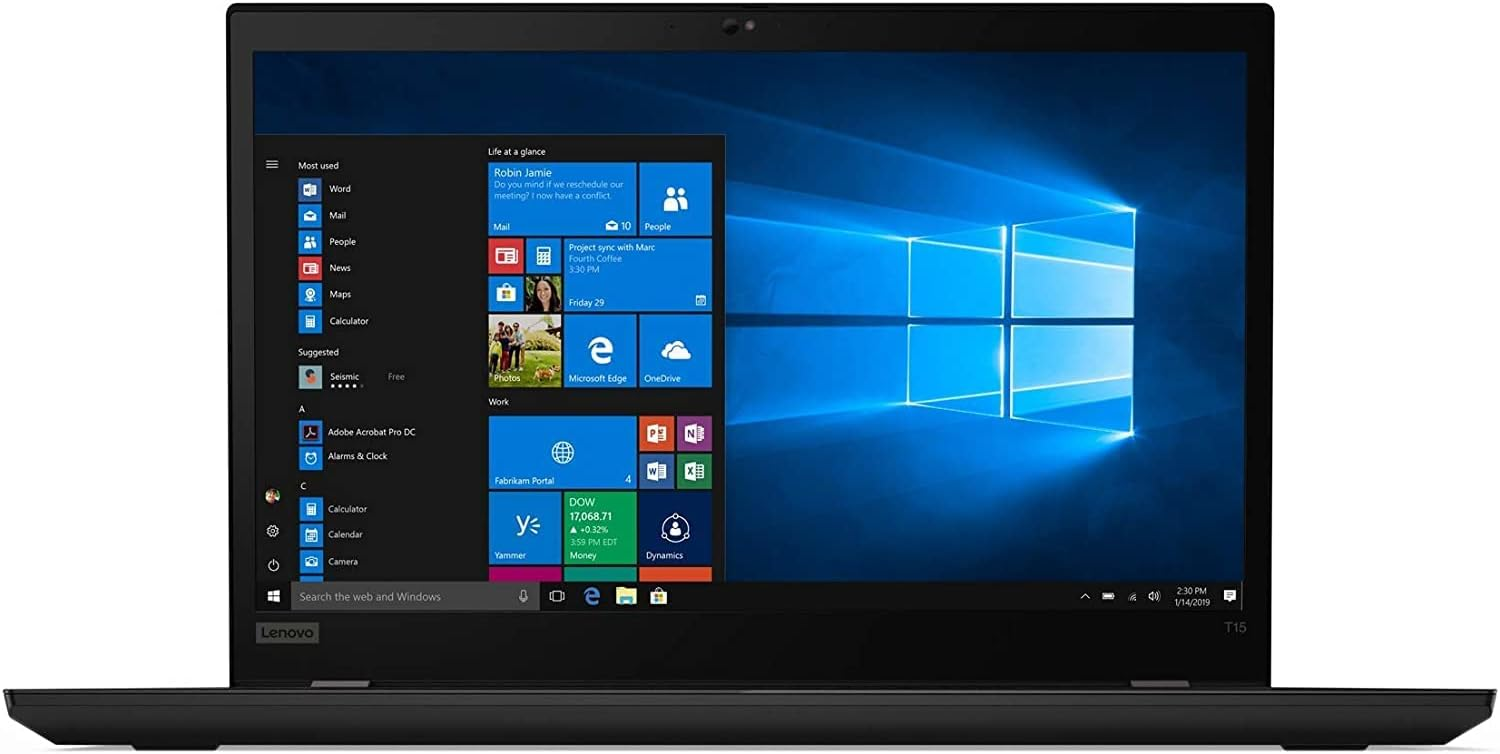 Most used
Word
Mail
People
News
Maps
Calculator
Suggested
Seismic
Free
A
Adobe Acrobat Pro DC
Alarms & Clock
C
Calculator
Calendar
Camera
Life at a glance
Robin Jamie
Do you mind if we reschedule our
meeting? I now have a conflict.
Mail
10
People
Project sync with Marc
Fourth Coffee
3:30 PM
Friday 29
Photos
Microsoft Edge
OneDrive
Work
Fabrikam Portal
4
P
N
W
X
Yammer
DOW
17,068.71
▲ +0.32%
3:59 PM EDT
Money
Dynamics
Search the web and Windows
2:30 PM
1/14/2019
Lenovo
T15